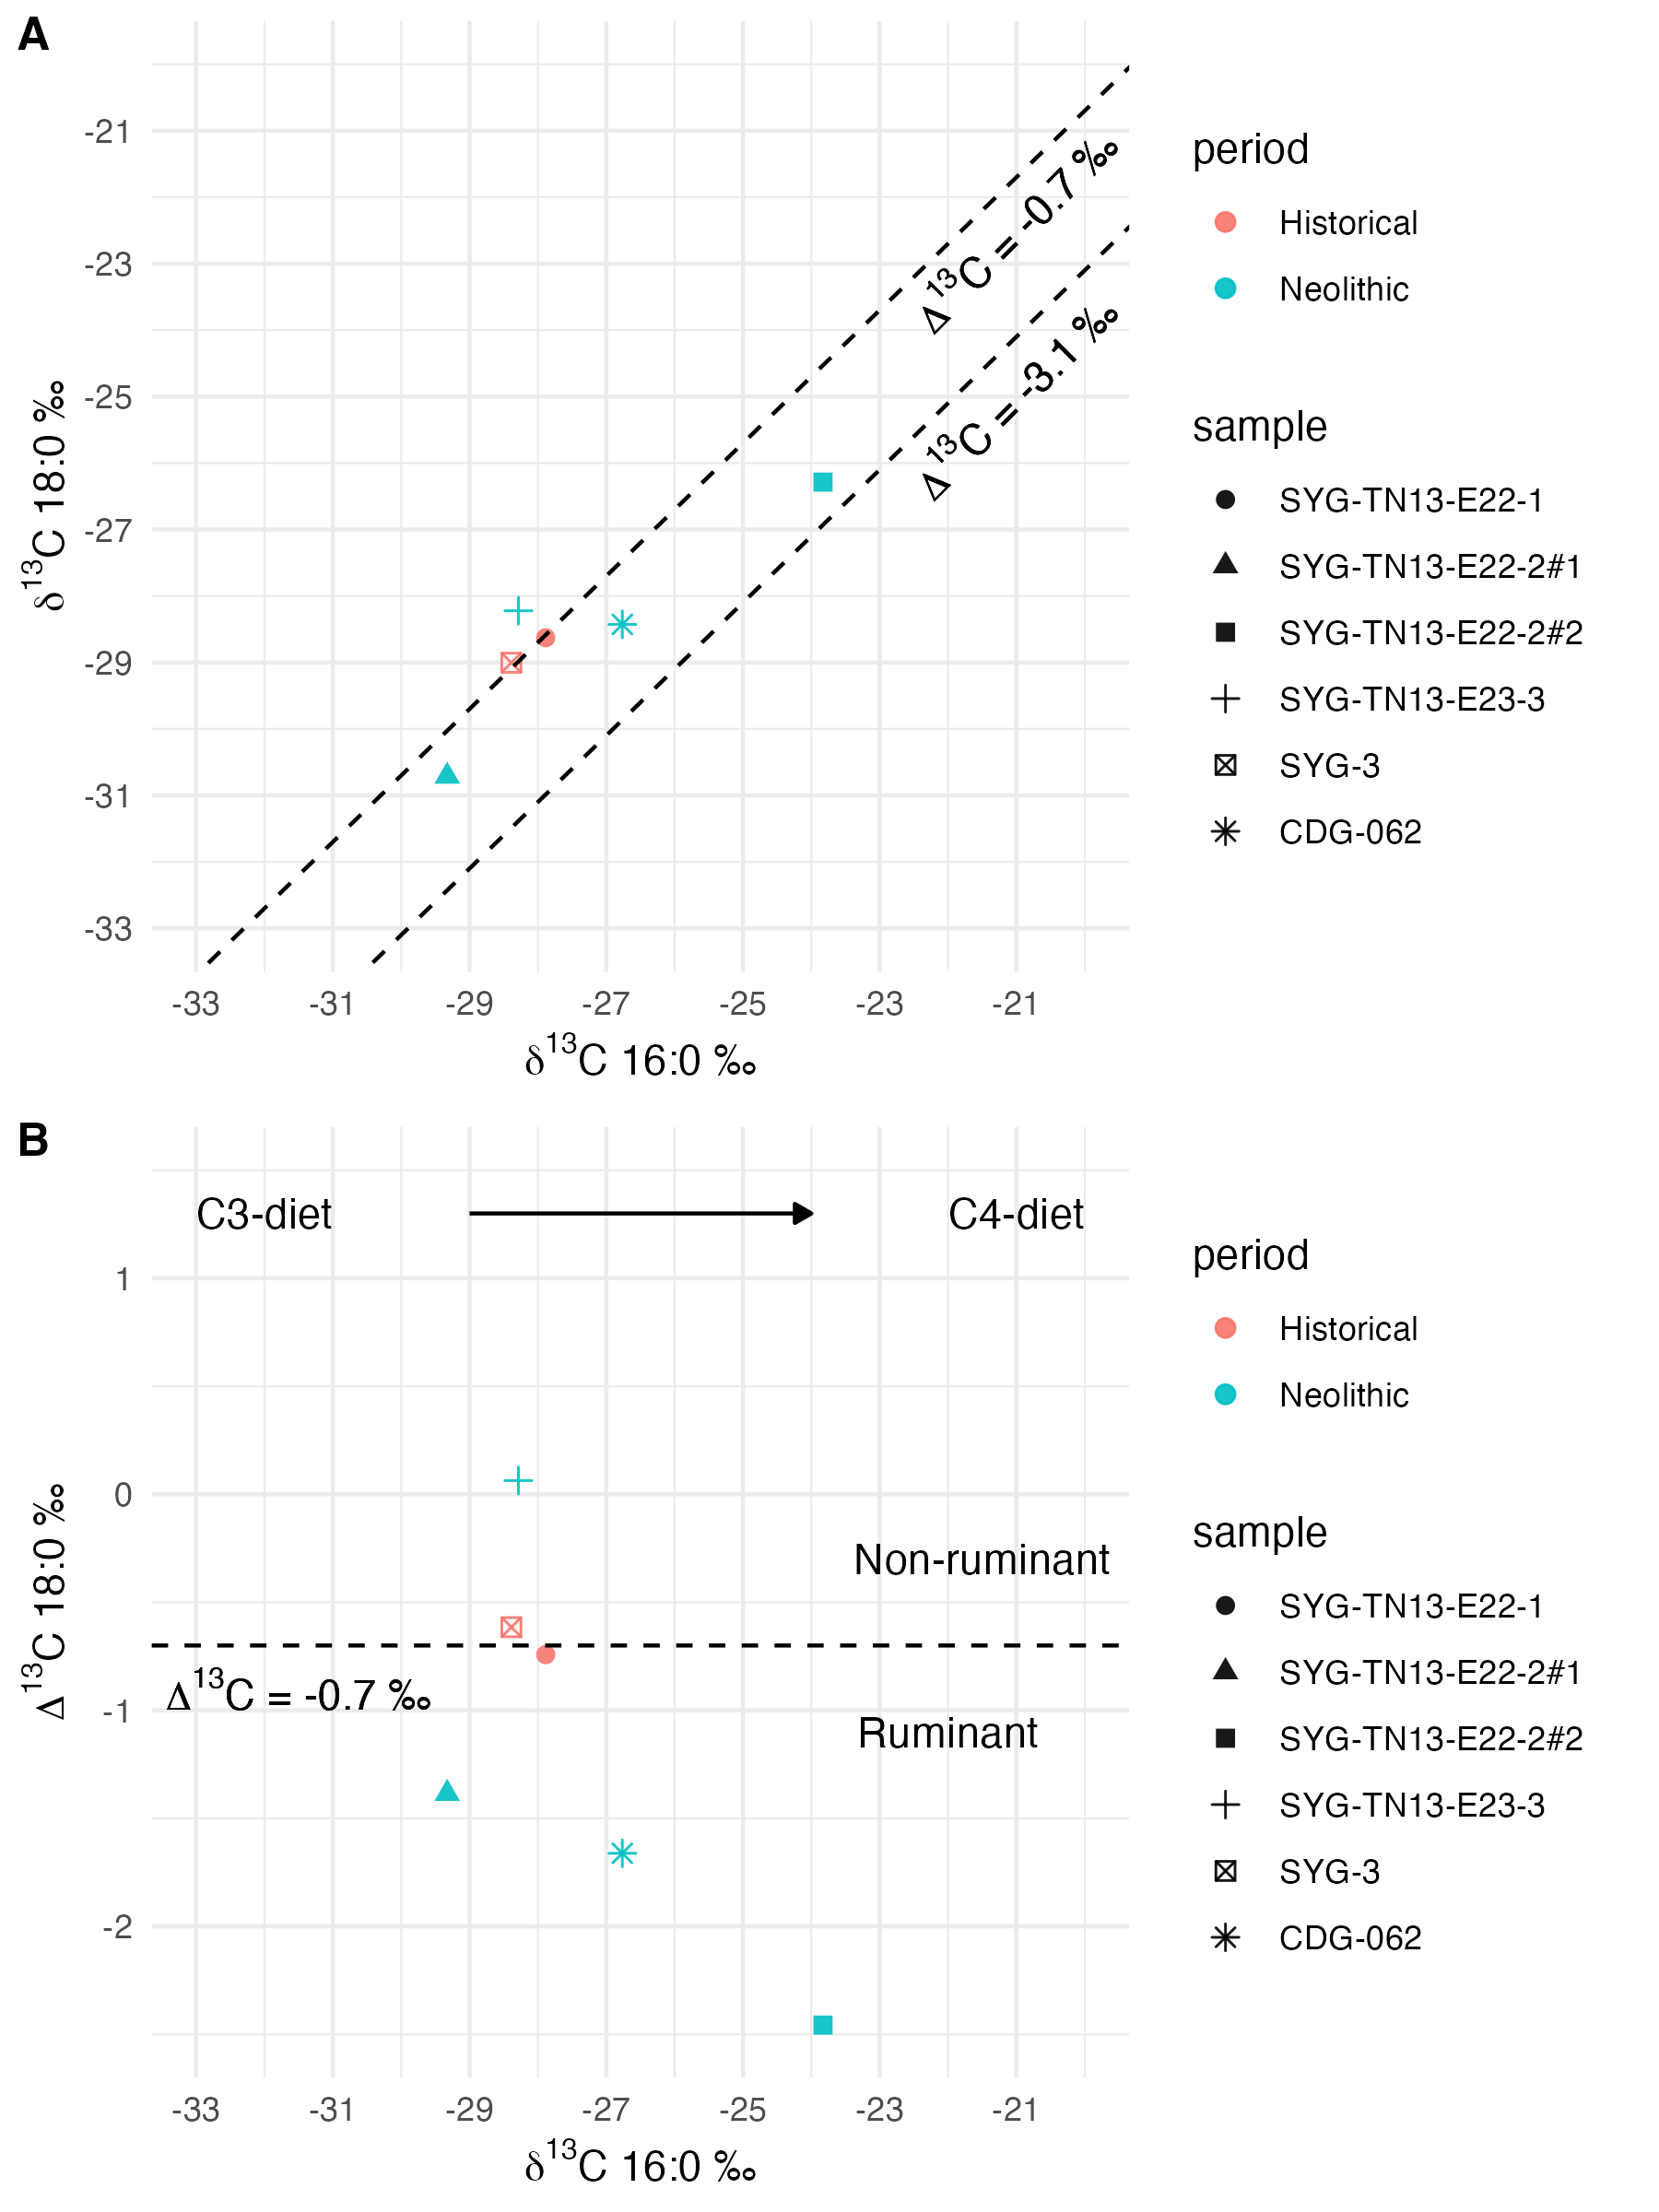 A
-21
-23
-25
-27
-29
-31
-33
δ¹³C 18:0 ‰
Δ¹³C = -0.7 ‰
Δ¹³C = -3.1 ‰
-33 -31 -29 -27 -25 -23 -21
δ¹³C 16:0 ‰
period
Historical
Neolithic
sample
SYG-TN13-E22-1
SYG-TN13-E22-2#1
SYG-TN13-E22-2#2
SYG-TN13-E23-3
SYG-3
CDG-062
B
C3-diet C4-diet
1
0
-1
-2
Δ¹³C 18:0 ‰
Non-ruminant
Δ¹³C = -0.7 ‰
Ruminant
-33 -31 -29 -27 -25 -23 -21
δ¹³C 16:0 ‰
period
Historical
Neolithic
sample
SYG-TN13-E22-1
SYG-TN13-E22-2#1
SYG-TN13-E22-2#2
SYG-TN13-E23-3
SYG-3
CDG-062